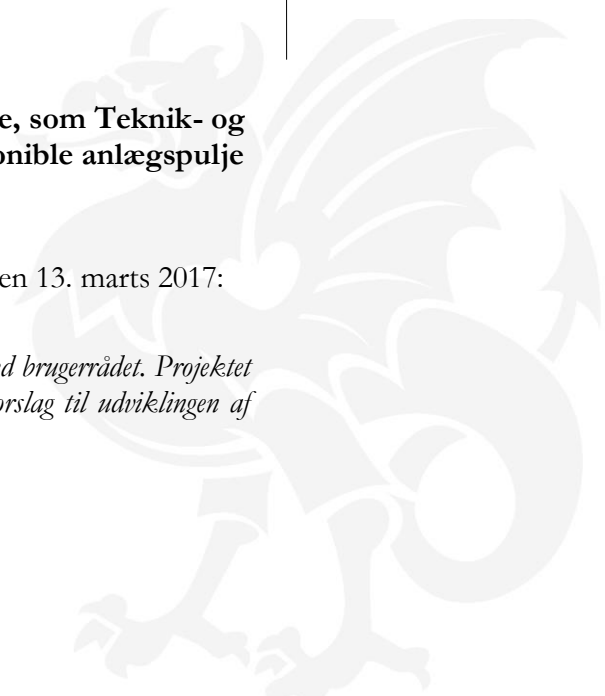 e, som Teknik- og
onible anlægspulje
en 13. marts 2017:
d brugerrådet. Projektet
orslag til udviklingen af